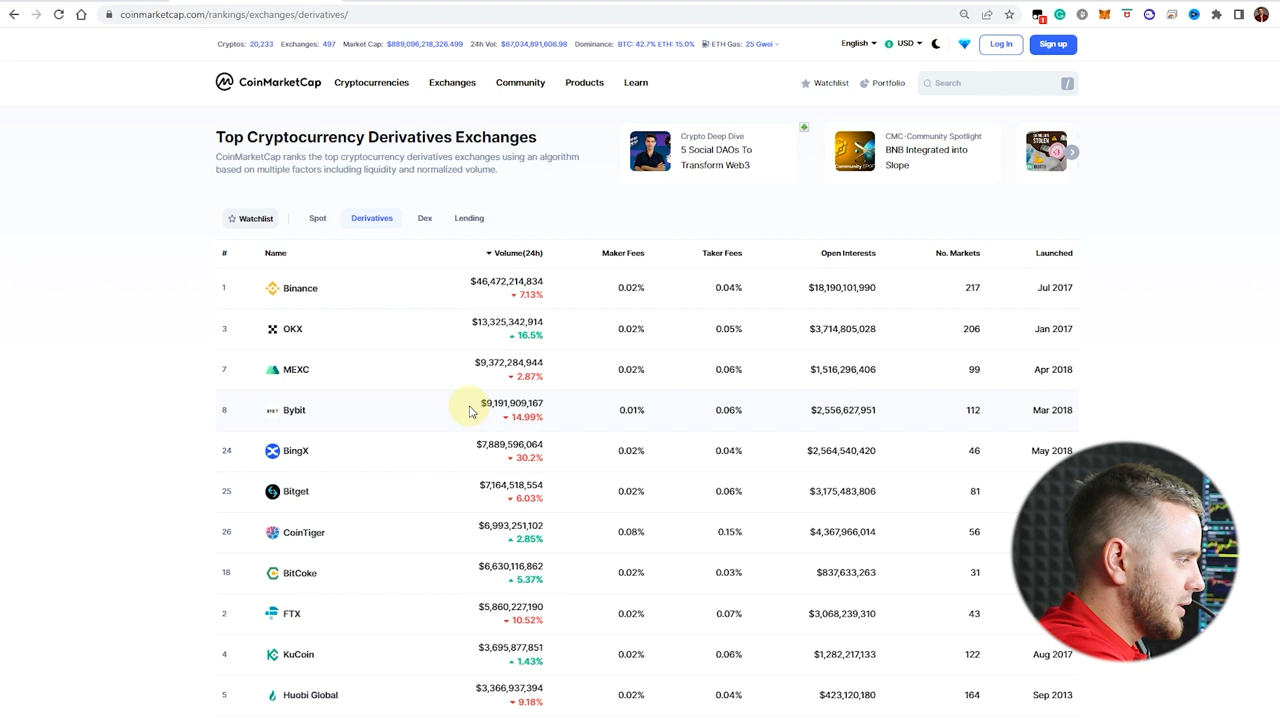 coinmarketcap.com/rankings/exchanges/derivatives/
Cryptos: 20,233 Exchanges: 497 Market Cap: $889,096,218,326.499 24h Vol: $67,034,891,606.98 Dominance: BTC: 42.7% ETH: 15.0% ETH Gas: 25 Gwei English USD Log In Sign up
CoinMarketCap Cryptocurrencies Exchanges Community Products Learn Watchlist Portfolio Search /
Top Cryptocurrency Derivatives Exchanges
CoinMarketCap ranks the top cryptocurrency derivatives exchanges using an algorithm
based on multiple factors including liquidity and normalized volume.
Crypto Deep Dive
5 Social DAOs To
Transform Web3
CMC-Community Spotlight
BNB Integrated into
Slope
Watchlist Spot Derivatives Dex Lending
# Name Volume(24h) Maker Fees Taker Fees Open Interests No. Markets Launched
1 Binance $46,472,214,834 0.02% 0.04% $18,190,101,990 217 Jul 2017
7.13%
3 OKX $13,325,342,914 0.02% 0.05% $3,714,805,028 206 Jan 2017
16.5%
7 MEXC $9,372,284,944 0.02% 0.06% $1,516,296,406 99 Apr 2018
2.87%
8 Bybit $9,191,909,167 0.01% 0.06% $2,556,627,951 112 Mar 2018
14.99%
24 BingX $7,889,596,064 0.02% 0.04% $2,564,540,420 46 May 2018
30.2%
25 Bitget $7,164,518,554 0.02% 0.06% $3,175,483,806 81
6.03%
26 CoinTiger $6,993,251,102 0.08% 0.15% $4,367,966,014 56
2.85%
18 BitCoke $6,630,116,862 0.02% 0.03% $837,633,263 31
5.37%
2 FTX $5,860,227,190 0.02% 0.07% $3,068,239,310 43
10.52%
4 KuCoin $3,695,877,851 0.02% 0.06% $1,282,217,133 122 Aug 2017
1.43%
5 Huobi Global $3,366,937,394 0.02% 0.04% $423,120,180 164 Sep 2013
9.18%